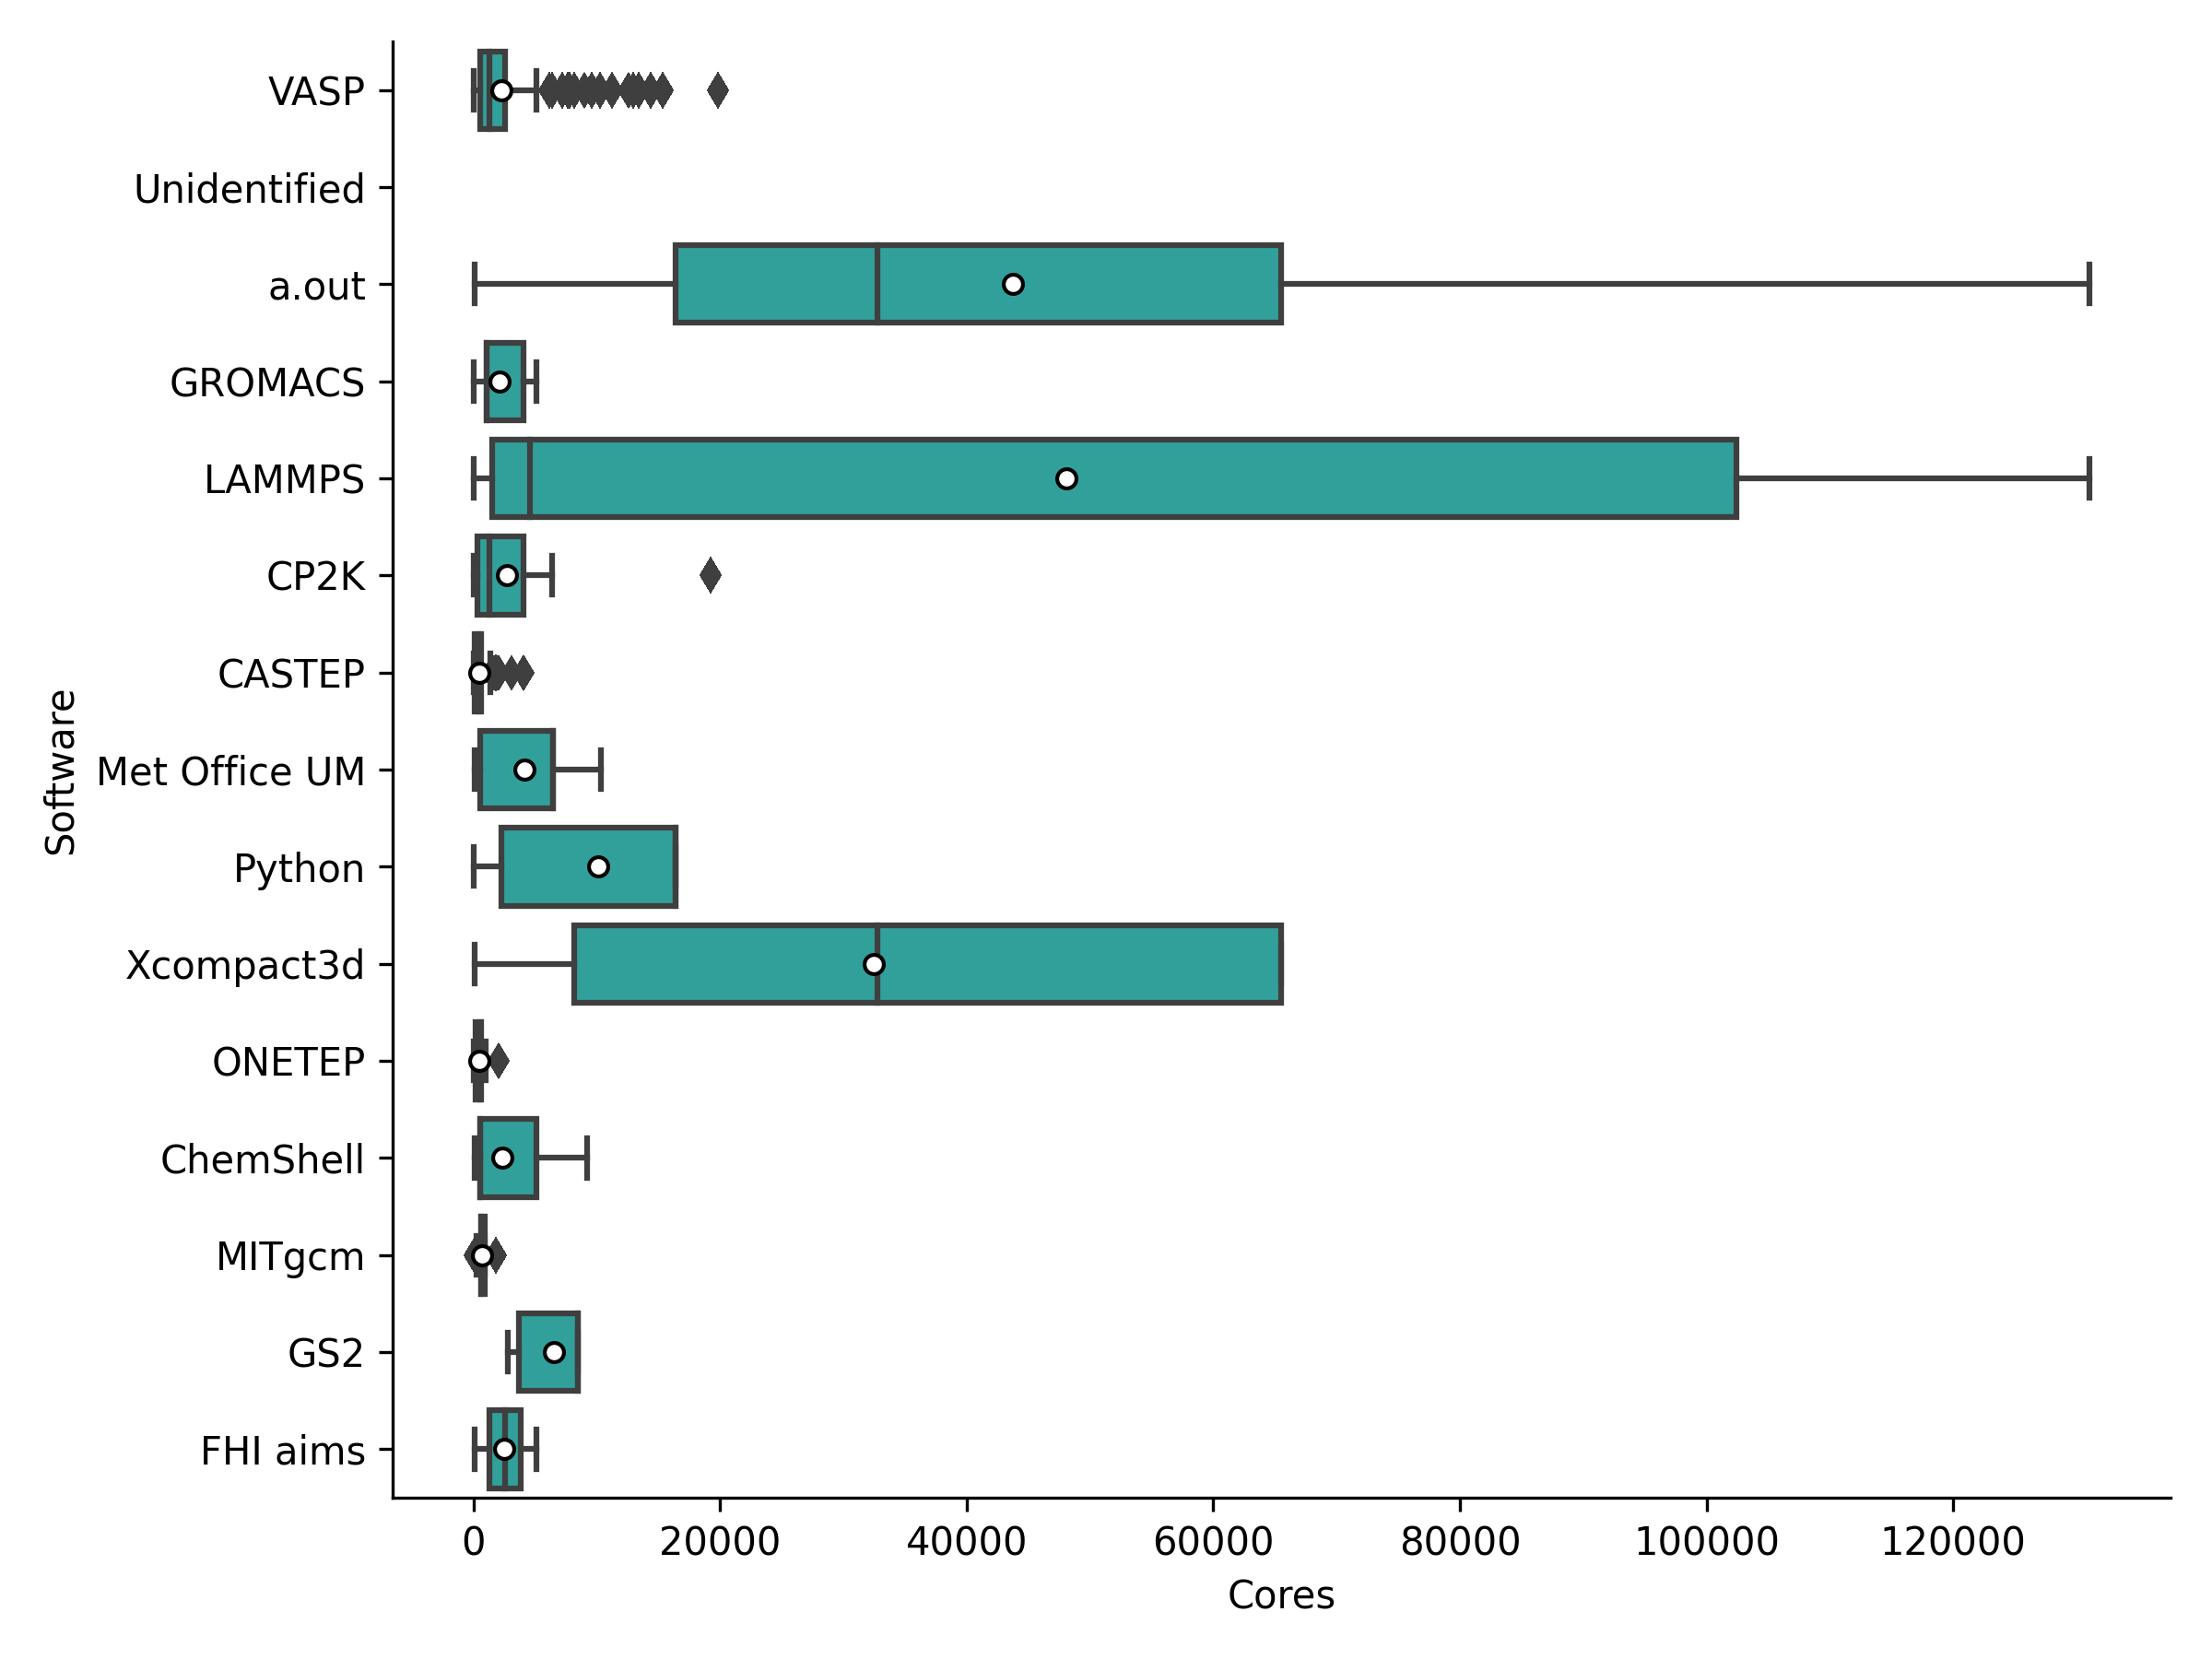 VASP
Unidentified
a.out
GROMACS
LAMMPS
CP2K
CASTEP
Met Office UM
Python
Xcompact3d
ONETEP
ChemShell
MITgcm
GS2
FHI aims
Software
0 20000 40000 60000 80000 100000 120000
Cores